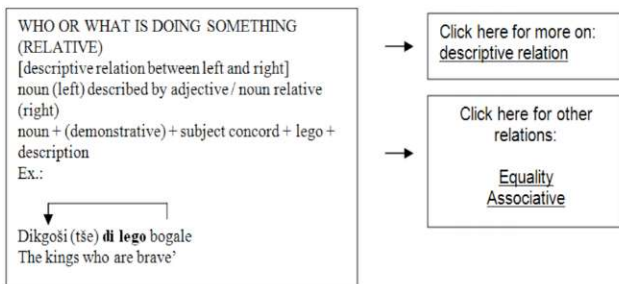 WHO OR WHAT IS DOING SOMETHING
(RELATIVE)
[descriptive relation between left and right]
noun (left) described by adjective / noun relative
(right)
noun + (demonstrative) + subject concord + lego +
description
Ex.:
Dikgoši (tše) di lego bogale
The kings who are brave’
Click here for more on:
descriptive relation
Click here for other
relations:
Equality
Associative